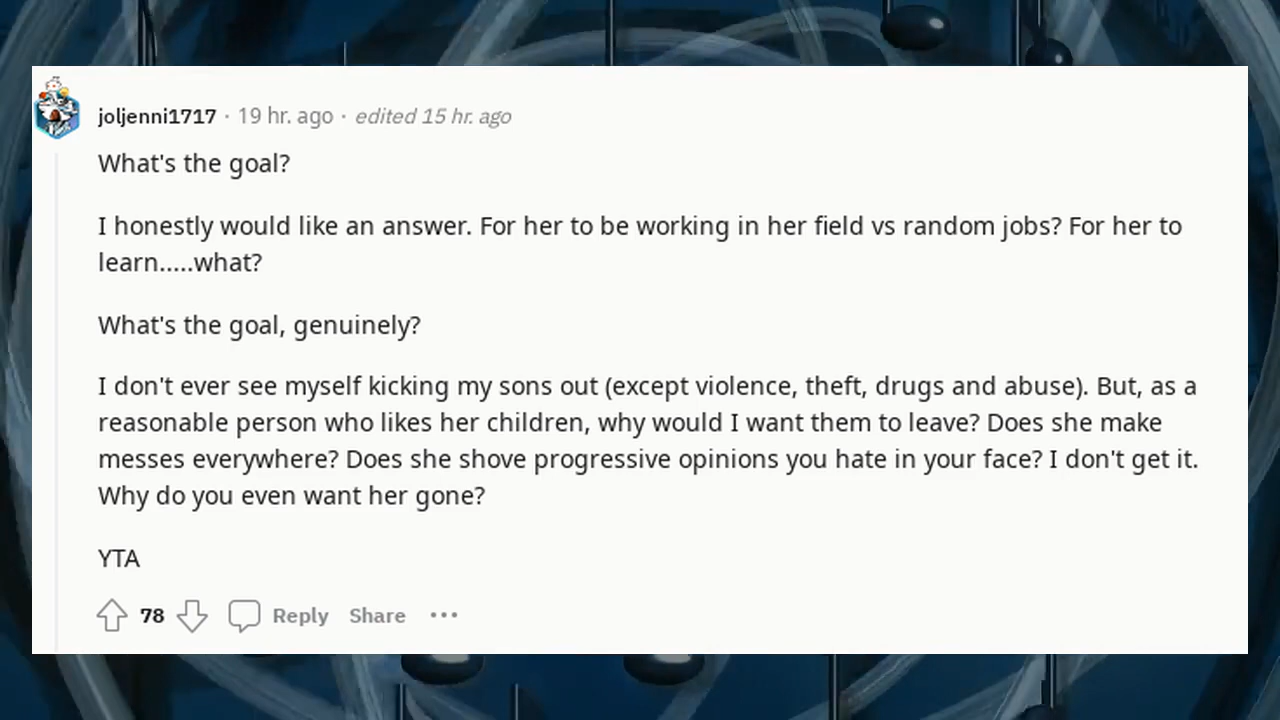 joljenni1717 · 19 hr. ago · edited 15 hr. ago
What's the goal?
I honestly would like an answer. For her to be working in her field vs random jobs? For her to
learn.....what?
What's the goal, genuinely?
I don't ever see myself kicking my sons out (except violence, theft, drugs and abuse). But, as a
reasonable person who likes her children, why would I want them to leave? Does she make
messes everywhere? Does she shove progressive opinions you hate in your face? I don't get it.
Why do you even want her gone?
YTA
78 Reply Share ···